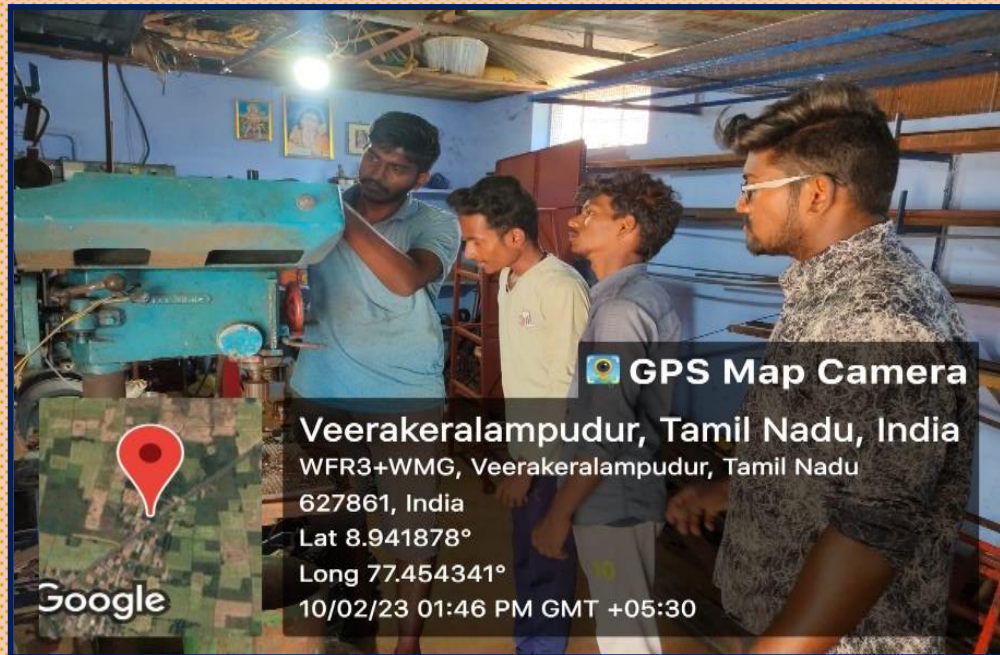 GPS Map Camera
Veerakeralampudur, Tamil Nadu, India
WFR3+WMG, Veerakeralampudur, Tamil Nadu
627861, India
Lat 8.941878°
Long 77.454341°
10/02/23 01:46 PM GMT +05:30
Google
10